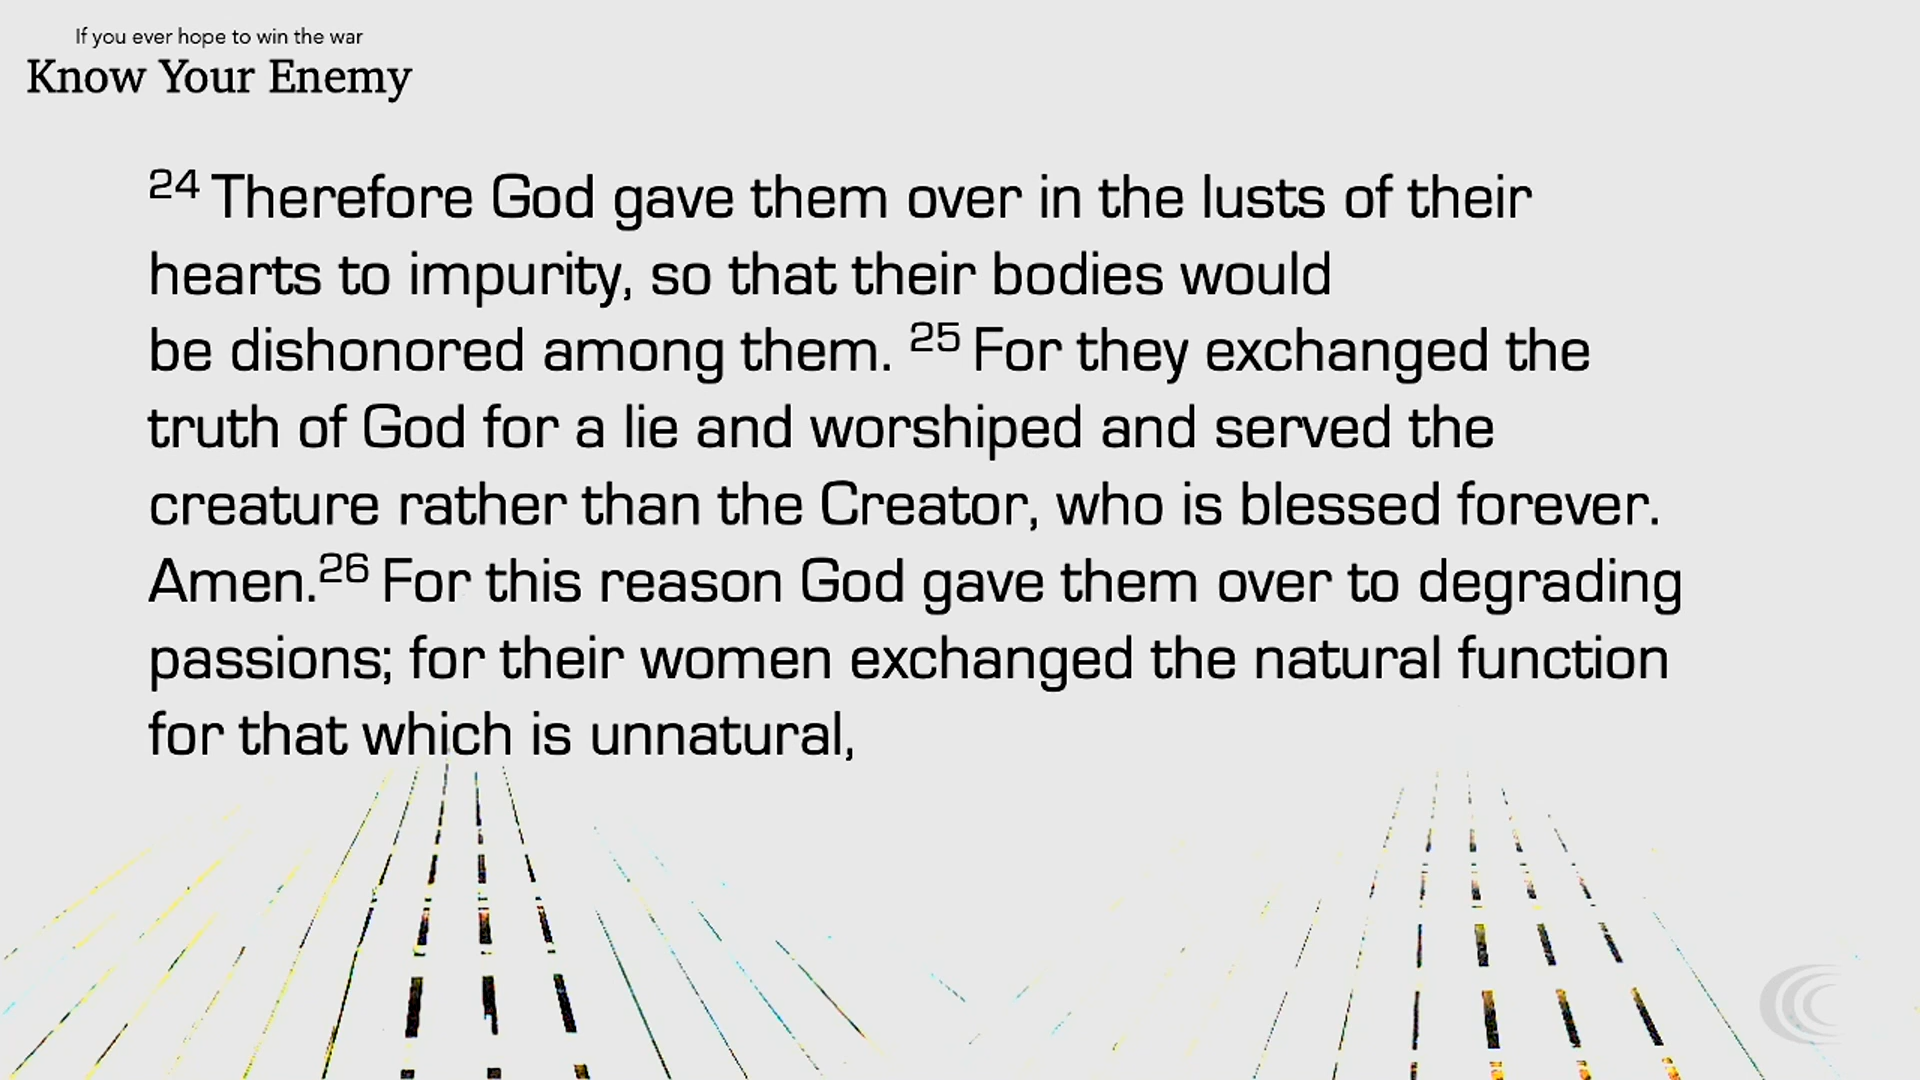 If you ever hope to win the war
Know Your Enemy
24 Therefore God gave them over in the lusts of their
hearts to impurity, so that their bodies would
be dishonored among them. 25 For they exchanged the
truth of God for a lie and worshiped and served the
creature rather than the Creator, who is blessed forever.
Amen.26 For this reason God gave them over to degrading
passions; for their women exchanged the natural function
for that which is unnatural,